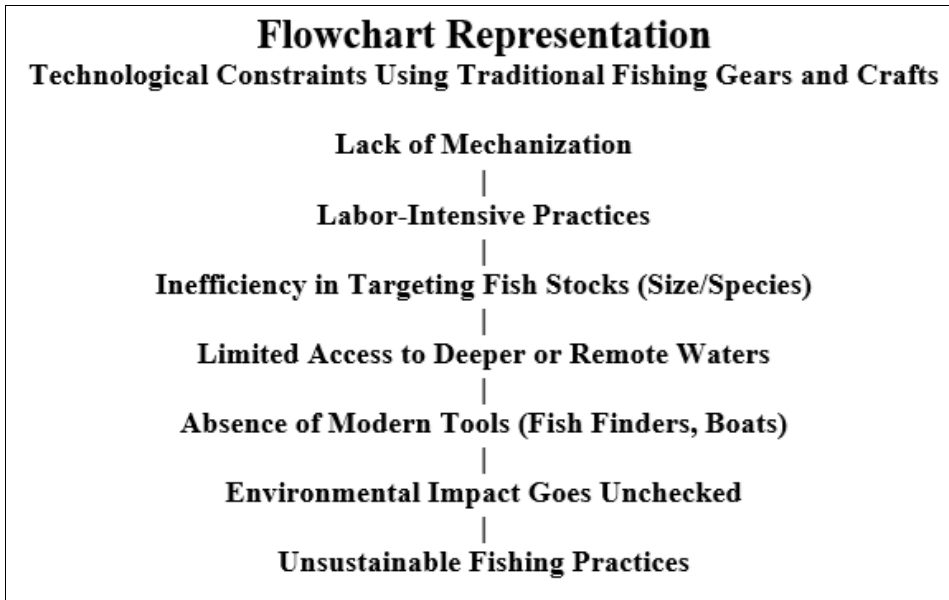 Flowchart Representation
Technological Constraints Using Traditional Fishing Gears and Crafts
Lack of Mechanization
|
Labor-Intensive Practices
|
Inefficiency in Targeting Fish Stocks (Size/Species)
|
Limited Access to Deeper or Remote Waters
|
Absence of Modern Tools (Fish Finders, Boats)
|
Environmental Impact Goes Unchecked
|
Unsustainable Fishing Practices